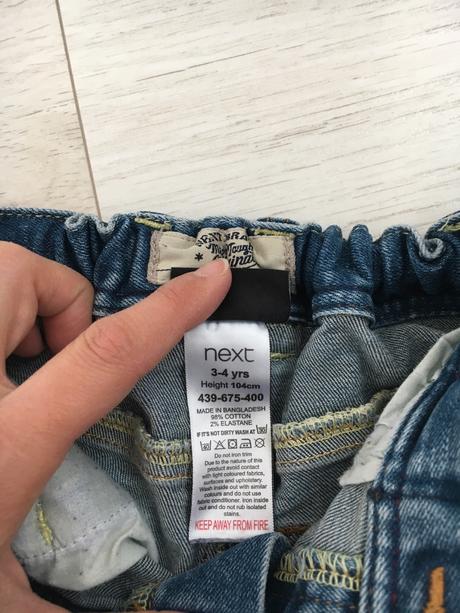 next
3-4 yrs
Height 104cm
439-675-400
MADE IN BANGLADESH
98% COTTON
2% ELASTANE
IF IT'S NOT DIRTY WASH AT 30
Do not iron trim
Due to the nature of this
product avoid contact
with light coloured fabrics,
surfaces and upholstery.
Wash inside out with similar
colours and do not use
fabric conditioner. Iron inside
out and do not rub isolated
stains.
KEEP AWAY FROM FIRE